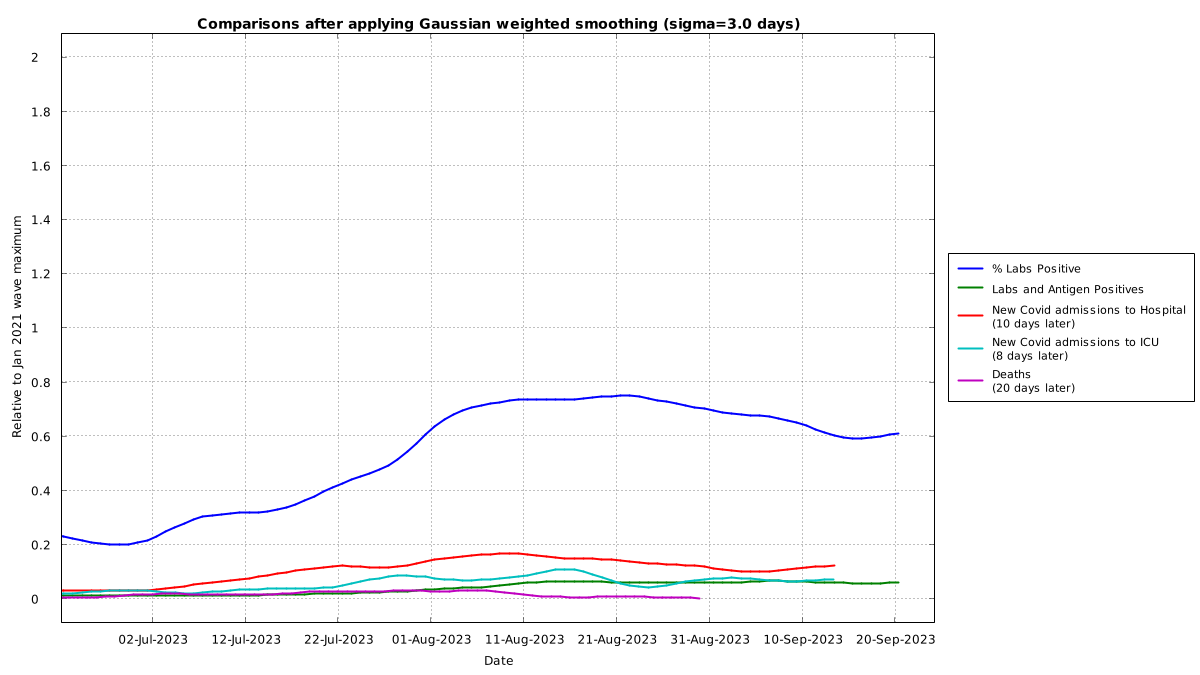 Comparisons after applying Gaussian weighted smoothing (sigma=3.0 days)
Relative to Jan 2021 wave maximum
2
1.8
1.6
1.4
1.2
1
0.8
0.6
0.4
0.2
0
02-Jul-2023 12-Jul-2023 22-Jul-2023 01-Aug-2023 11-Aug-2023 21-Aug-2023 31-Aug-2023 10-Sep-2023 20-Sep-2023
Date
% Labs Positive
Labs and Antigen Positives
New Covid admissions to Hospital
(10 days later)
New Covid admissions to ICU
(8 days later)
Deaths
(20 days later)